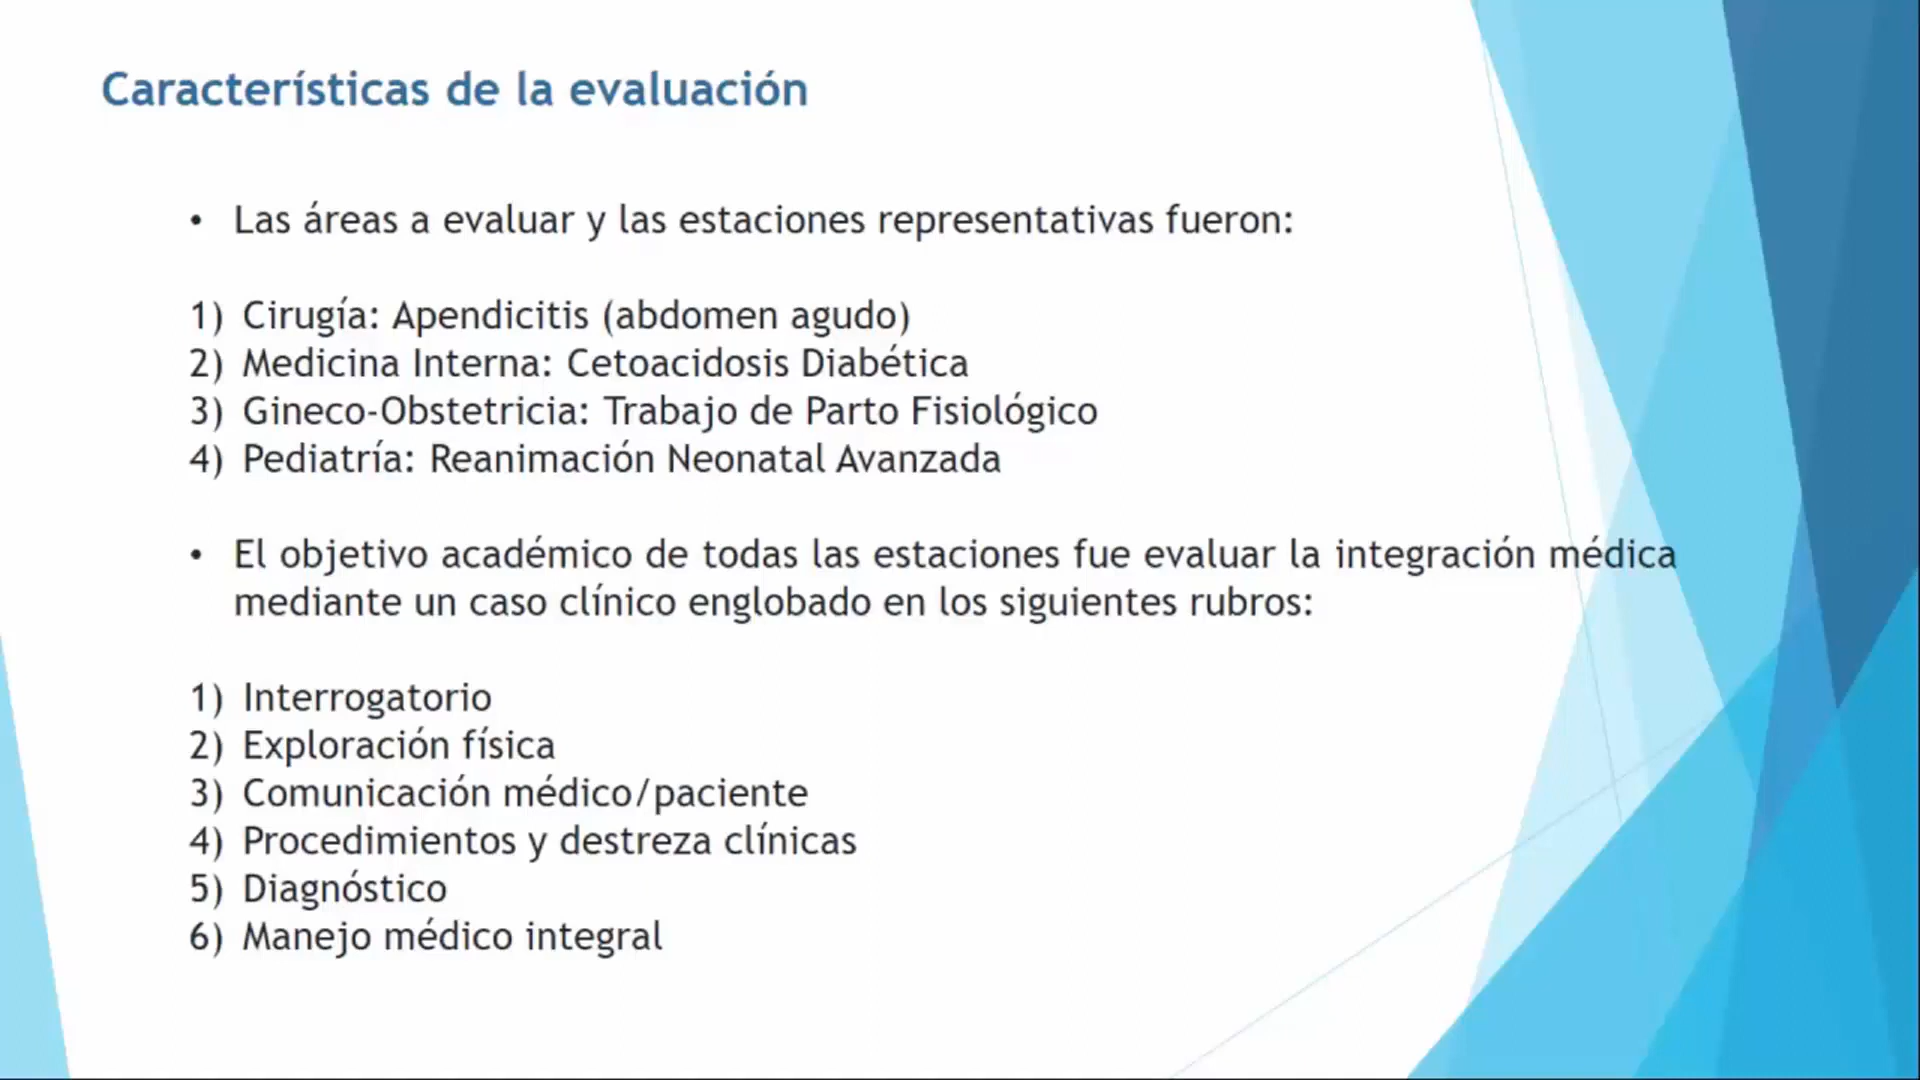 Características de la evaluación
• Las áreas a evaluar y las estaciones representativas fueron:
1) Cirugía: Apendicitis (abdomen agudo)
2) Medicina Interna: Cetoacidosis Diabética
3) Gineco-Obstetricia: Trabajo de Parto Fisiológico
4) Pediatría: Reanimación Neonatal Avanzada
• El objetivo académico de todas las estaciones fue evaluar la integración médica
mediante un caso clínico englobado en los siguientes rubros:
1) Interrogatorio
2) Exploración física
3) Comunicación médico/paciente
4) Procedimientos y destreza clínicas
5) Diagnóstico
6) Manejo médico integral